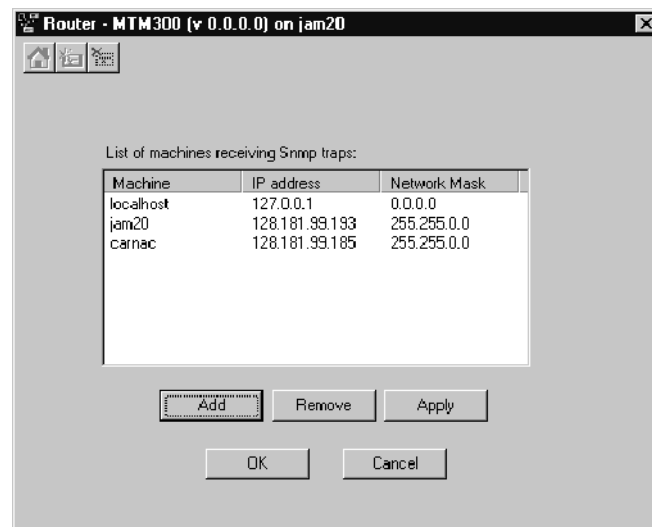 Router - MTM300 (v 0.0.0.0) on jam20
List of machines receiving Snmp traps:
Machine IP address Network Mask
localhost 127.0.0.1 0.0.0.0
jam20 128.181.99.193 255.255.0.0
carnac 128.181.99.185 255.255.0.0
Add Remove Apply
OK Cancel